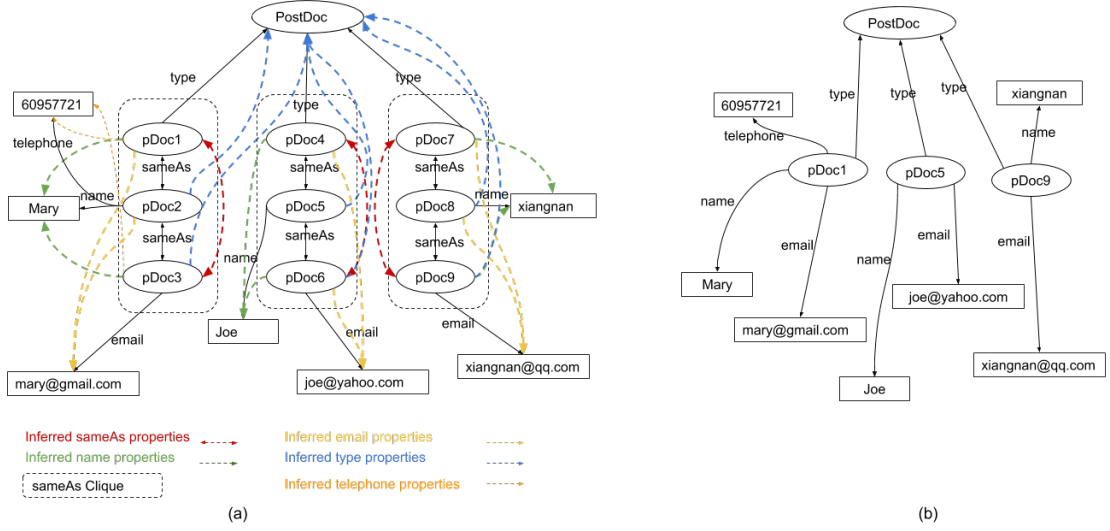 PostDoc
type
type
type
60957721
telephone
pDoc1
pDoc4
pDoc7
sameAs
sameAs
sameAs
Mary
name
pDoc2
pDoc5
pDoc8
name
xiangnan
sameAs
sameAs
sameAs
name
pDoc3
pDoc6
pDoc9
Joe
email
email
email
mary@gmail.com
joe@yahoo.com
xiangnan@qq.com
Inferred sameAs properties
Inferred email properties
Inferred name properties
Inferred type properties
sameAs Clique
Inferred telephone properties
(a)
PostDoc
type
type
type
60957721
xiangnan
telephone
name
pDoc1
pDoc5
pDoc9
name
email
name
email
email
Mary
joe@yahoo.com
mary@gmail.com
xiangnan@qq.com
Joe
(b)